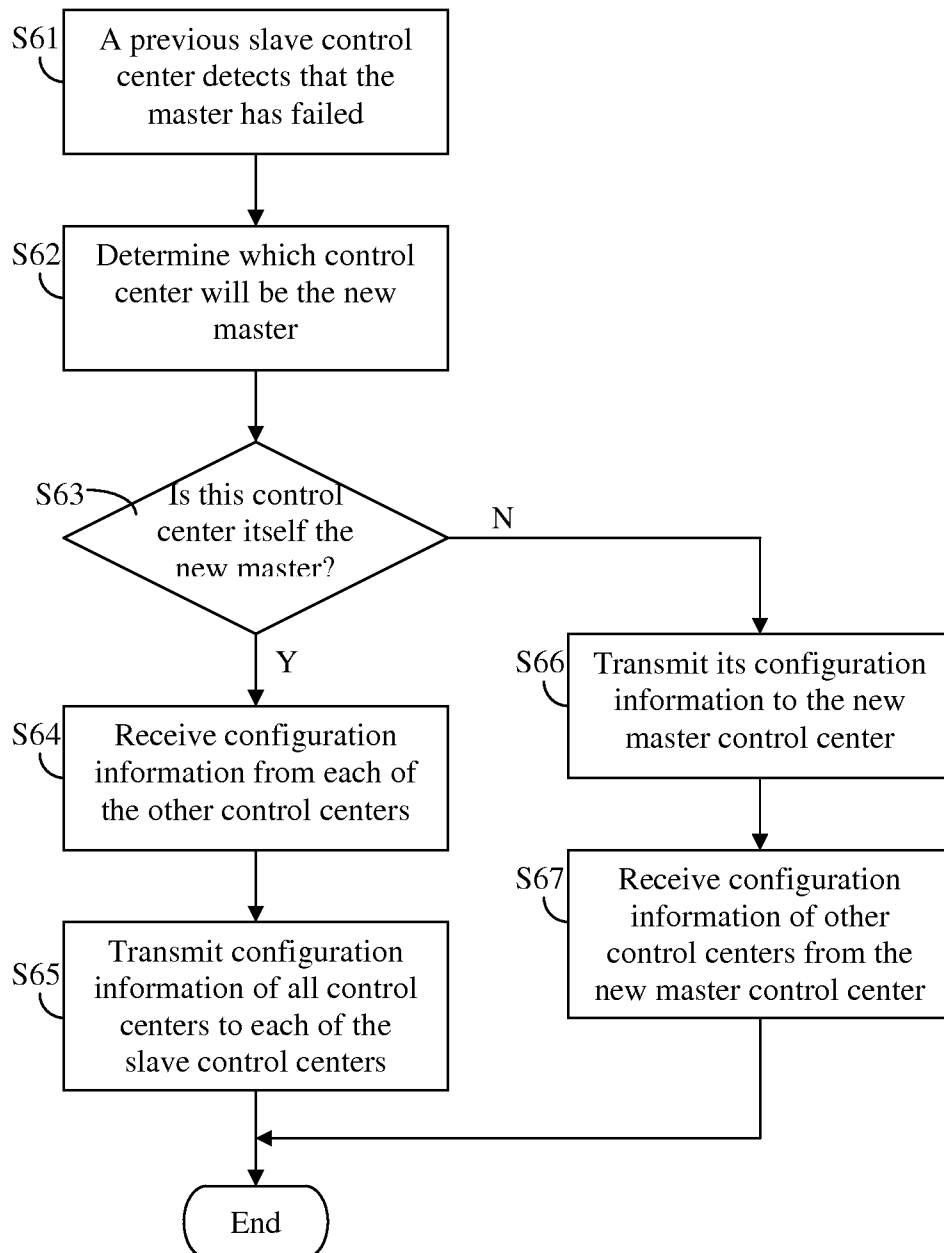 S61
A previous slave control
center detects that the
master has failed
S62
Determine which control
center will be the new
master
S63
Is this control
center itself the
new master?
N
Y
S64
Receive configuration
information from each of
the other control centers
S65
Transmit configuration
information of all control
centers to each of the
slave control centers
S66
Transmit its configuration
information to the new
master control center
S67
Receive configuration
information of other
control centers from the
new master control center
End